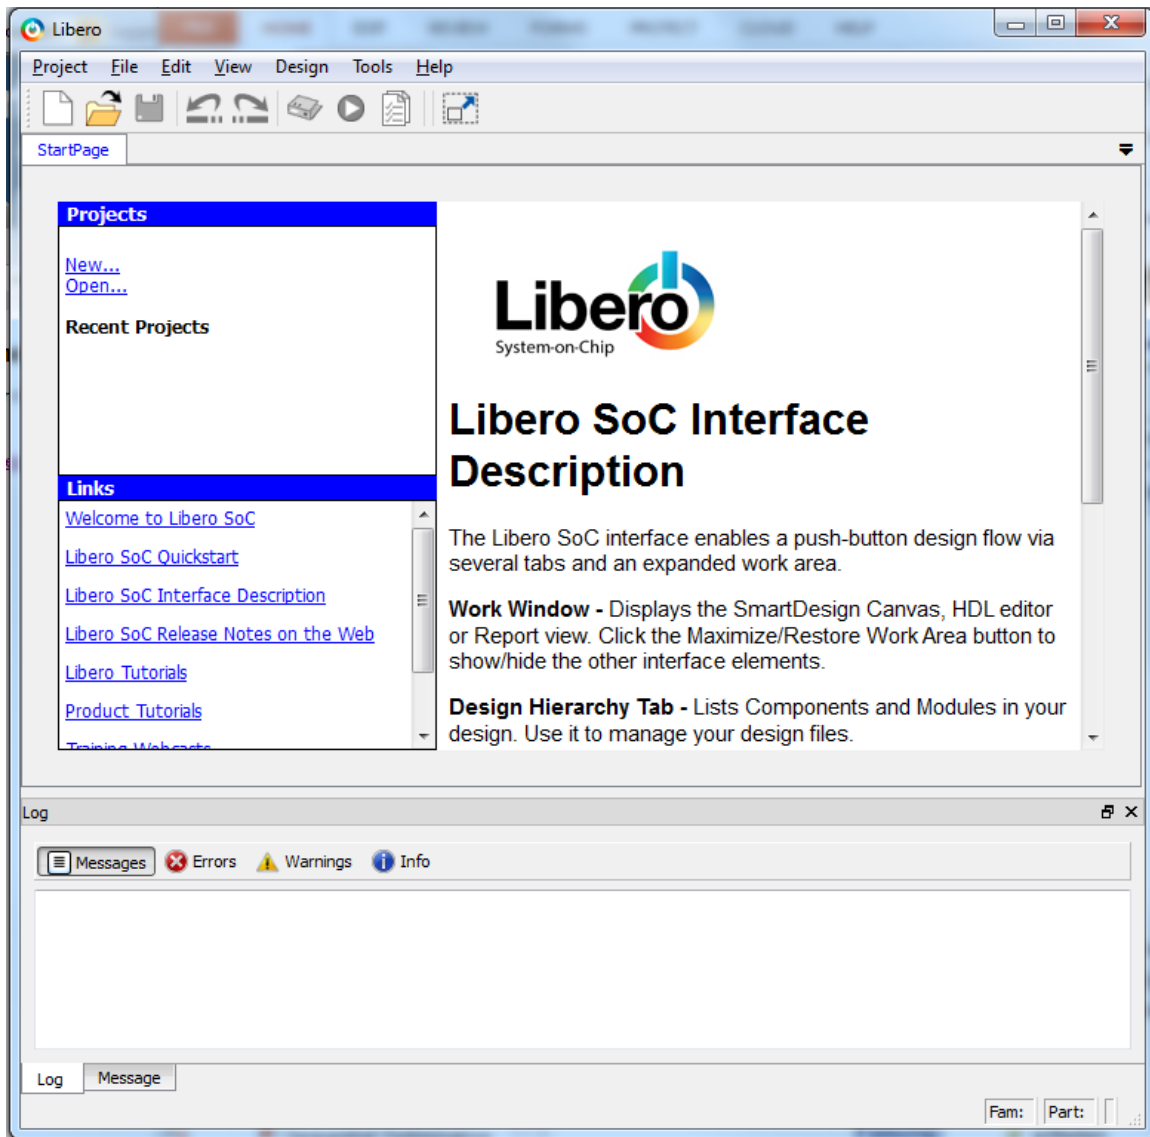 Libero
Project File Edit View Design Tools Help
StartPage
Projects
New...
Open...
Recent Projects
Links
Welcome to Libero SoC
Libero SoC Quickstart
Libero SoC Interface Description
Libero SoC Release Notes on the Web
Libero Tutorials
Product Tutorials
Training Webcasts
Libero
System-on-Chip
Libero SoC Interface
Description
The Libero SoC interface enables a push-button design flow via
several tabs and an expanded work area.
Work Window - Displays the SmartDesign Canvas, HDL editor
or Report view. Click the Maximize/Restore Work Area button to
show/hide the other interface elements.
Design Hierarchy Tab - Lists Components and Modules in your
design. Use it to manage your design files.
Log
Messages Errors Warnings Info
Log Message
Fam: Part: